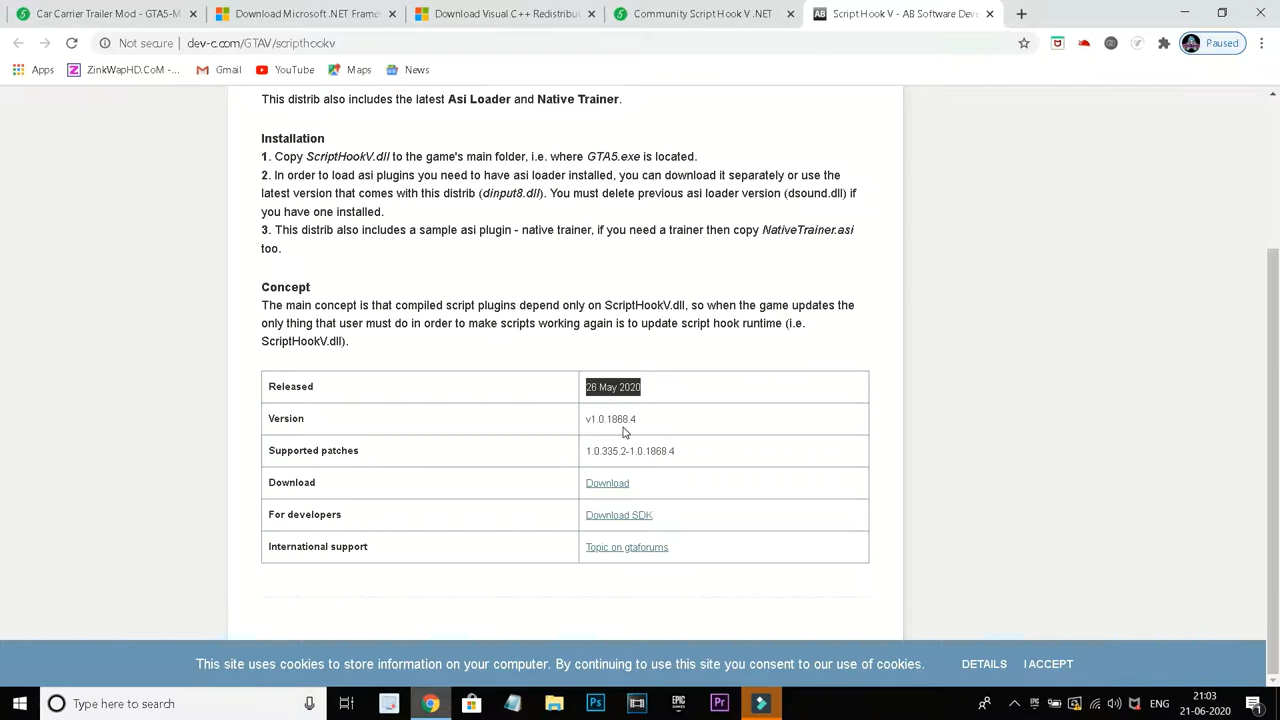 Car Carrier Trailer Mod - GTA5-M
Download Microsoft .NET Framew
Download Visual C++ Redistribut
Community Script Hook V .NET -
AB Script Hook V - AB Software Deve
Not secure dev-c.com/GTAV/scripthookv
Paused
Apps
ZinkWapHD.CoM - ...
Gmail
YouTube
Maps
News
This distrib also includes the latest Asi Loader and Native Trainer.
Installation
1. Copy ScriptHookV.dll to the game's main folder, i.e. where GTA5.exe is located.
2. In order to load asi plugins you need to have asi loader installed, you can download it separately or use the
latest version that comes with this distrib (dinput8.dll). You must delete previous asi loader version (dsound.dll) if
you have one installed.
3. This distrib also includes a sample asi plugin - native trainer, if you need a trainer then copy NativeTrainer.asi
too.
Concept
The main concept is that compiled script plugins depend only on ScriptHookV.dll, so when the game updates the
only thing that user must do in order to make scripts working again is to update script hook runtime (i.e.
ScriptHookV.dll).
Released 26 May 2020
Version v1.0.1868.4
Supported patches 1.0.335.2-1.0.1868.4
Download Download
For developers Download SDK
International support Topic on gtaforums
This site uses cookies to store information on your computer. By continuing to use this site you consent to our use of cookies. DETAILS I ACCEPT
Type here to search
Ps
EPIC GAMES
Pr
ENG
21:03
21-06-2020
1